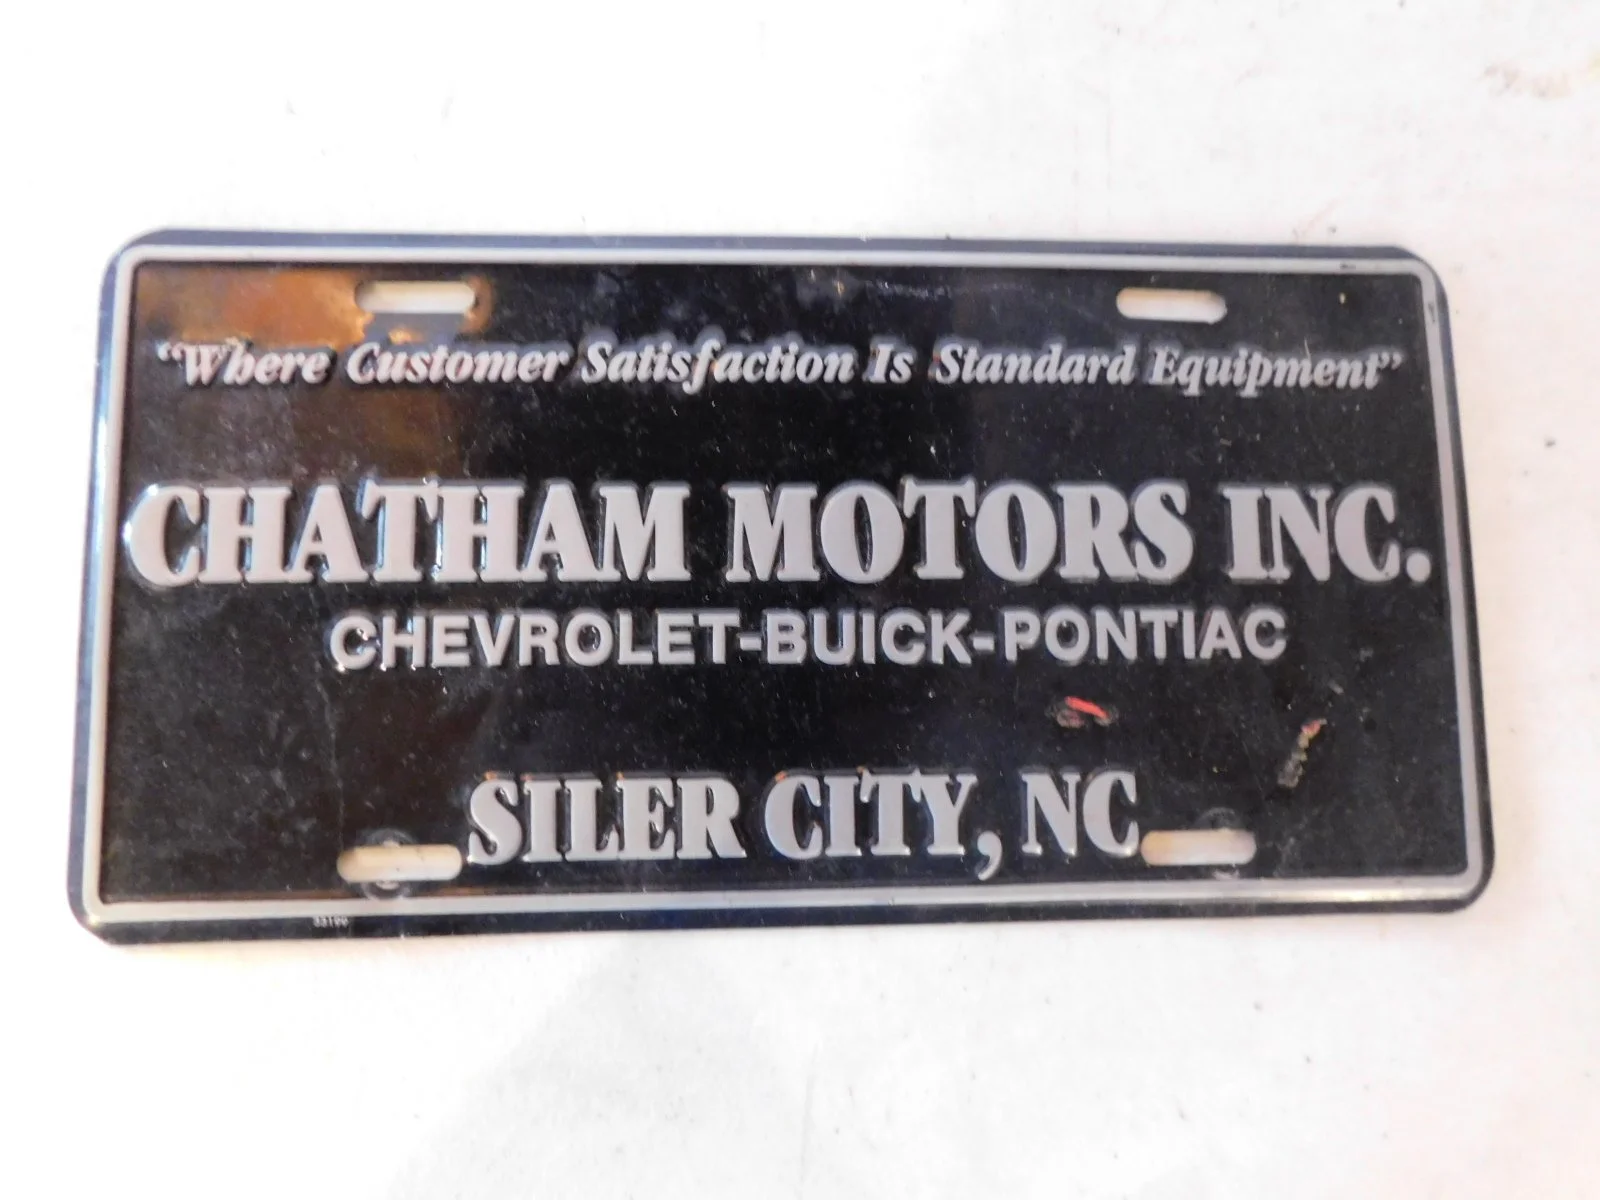 “Where Customer Satisfaction Is Standard Equipment”
CHATHAM MOTORS INC.
CHEVROLET-BUICK-PONTIAC
SILER CITY, NC